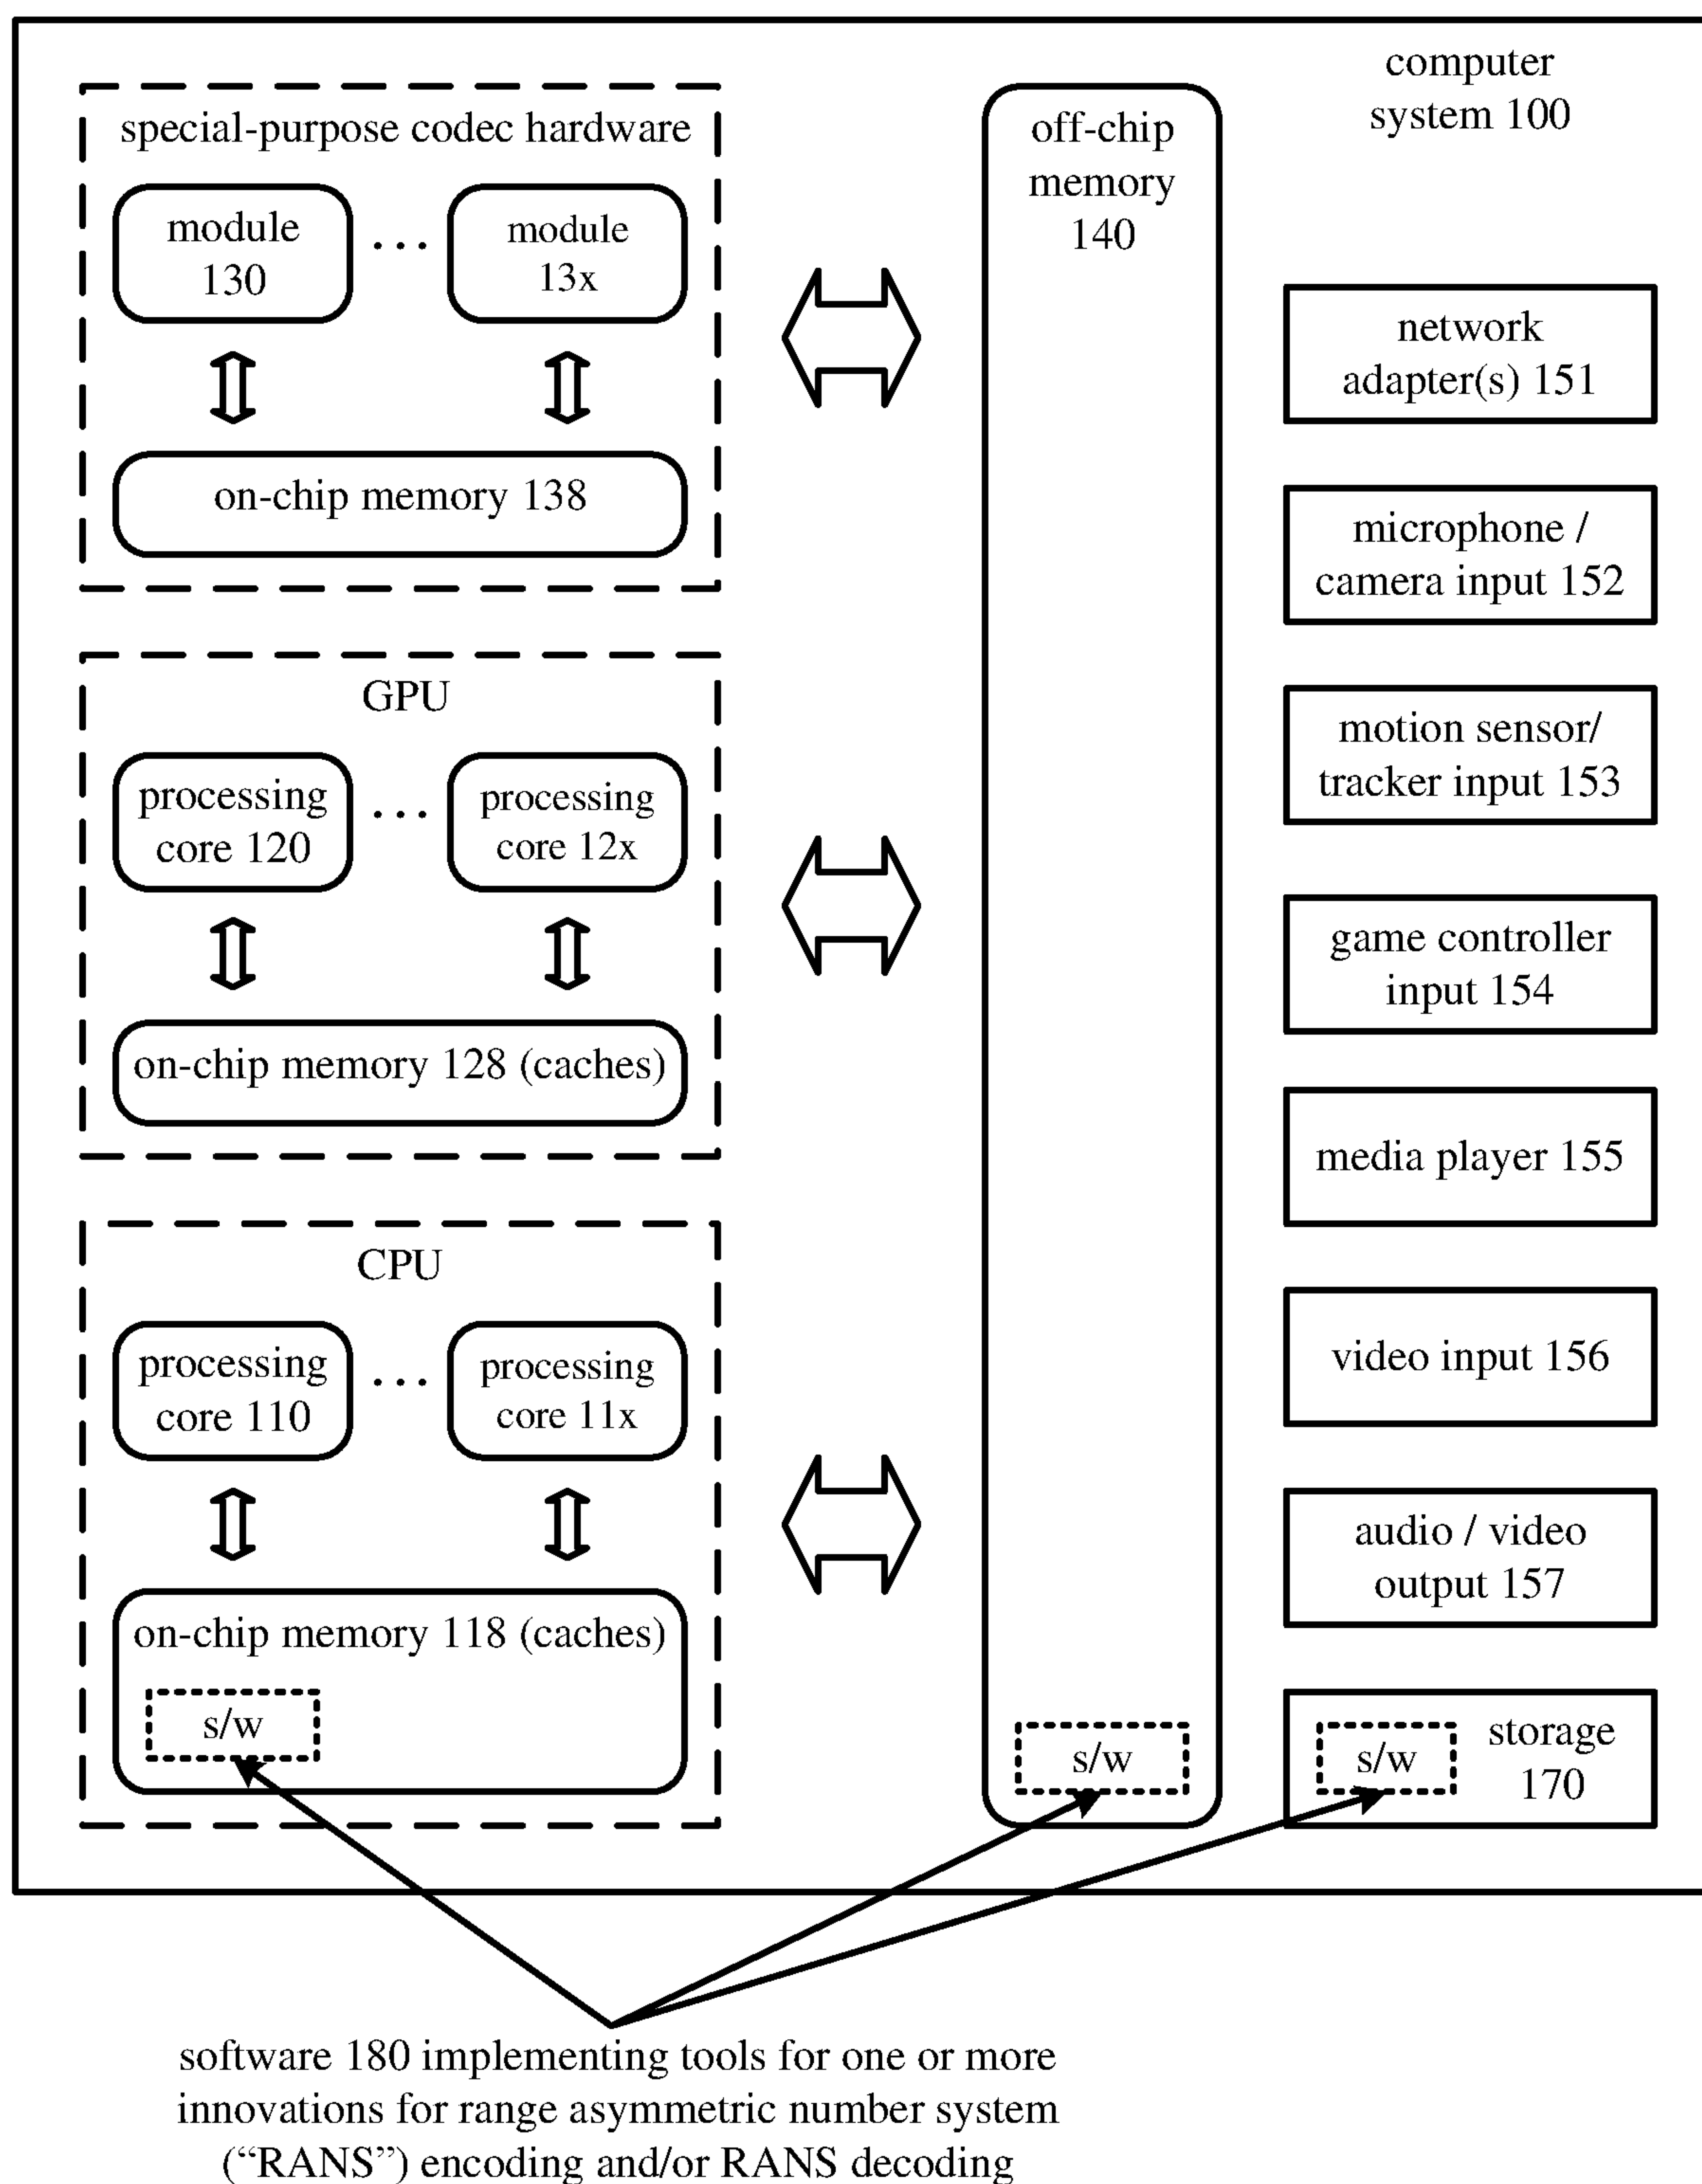 computer
system 100
special-purpose codec hardware
module
130
...
module
13x
on-chip memory 138
GPU
processing
core 120
...
processing
core 12x
on-chip memory 128 (caches)
CPU
processing
core 110
...
processing
core 11x
on-chip memory 118 (caches)
s/w
off-chip
memory
140
s/w
network
adapter(s) 151
microphone /
camera input 152
motion sensor/
tracker input 153
game controller
input 154
media player 155
video input 156
audio / video
output 157
s/w
storage
170
software 180 implementing tools for one or more
innovations for range asymmetric number system
(“RANS”) encoding and/or RANS decoding